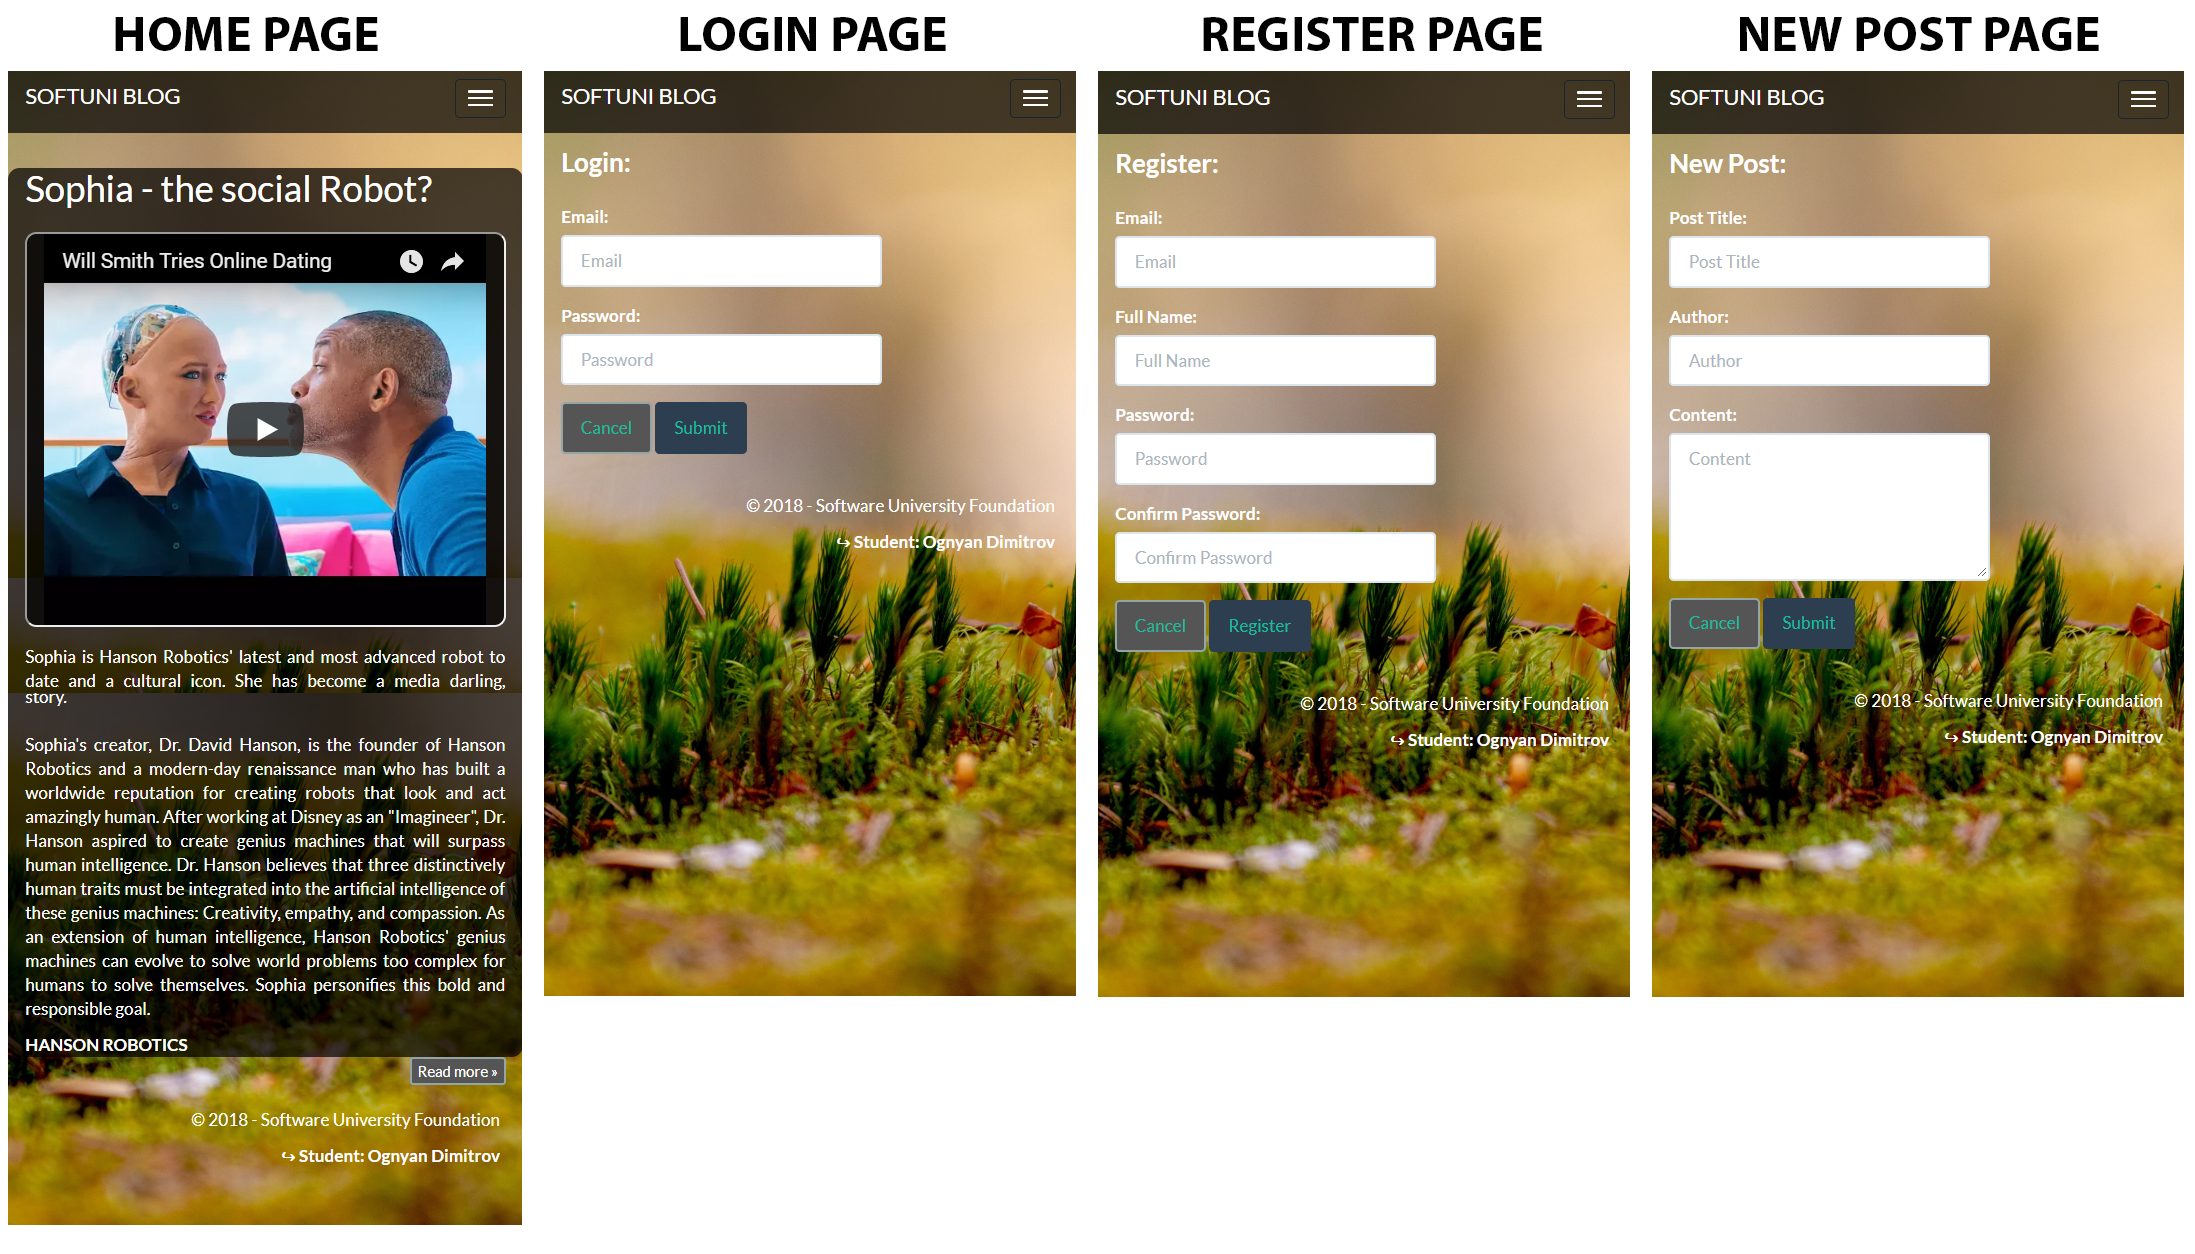 HOME PAGE
SOFTUNI BLOG
Sophia - the social Robot?
Will Smith Tries Online Dating
Sophia is Hanson Robotics' latest and most advanced robot to
date and a cultural icon. She has become a media darling,
story.
Sophia's creator, Dr. David Hanson, is the founder of Hanson
Robotics and a modern-day renaissance man who has built a
worldwide reputation for creating robots that look and act
amazingly human. After working at Disney as an "Imagineer", Dr.
Hanson aspired to create genius machines that will surpass
human intelligence. Dr. Hanson believes that three distinctively
human traits must be integrated into the artificial intelligence of
these genius machines: Creativity, empathy, and compassion. As
an extension of human intelligence, Hanson Robotics' genius
machines can evolve to solve world problems too complex for
humans to solve themselves. Sophia personifies this bold and
responsible goal.
HANSON ROBOTICS
Read more »
© 2018 - Software University Foundation
↪ Student: Ognyan Dimitrov
LOGIN PAGE
SOFTUNI BLOG
Login:
Email:
Email
Password:
Password
Cancel Submit
© 2018 - Software University Foundation
↪ Student: Ognyan Dimitrov
REGISTER PAGE
SOFTUNI BLOG
Register:
Email:
Email
Full Name:
Full Name
Password:
Password
Confirm Password:
Confirm Password
Cancel Register
© 2018 - Software University Foundation
↪ Student: Ognyan Dimitrov
NEW POST PAGE
SOFTUNI BLOG
New Post:
Post Title:
Post Title
Author:
Author
Content:
Content
Cancel Submit
© 2018 - Software University Foundation
↪ Student: Ognyan Dimitrov